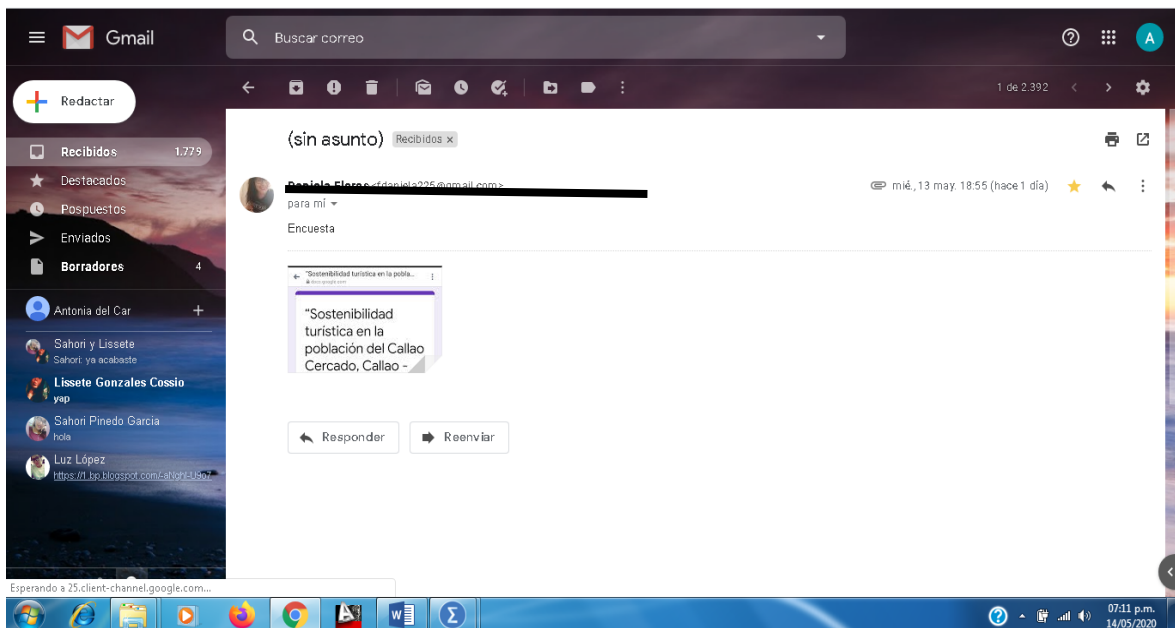 Gmail
Buscar correo
A
Redactar
1 de 2.392
(sin asunto) Recibidos x
Recibidos 1.779
Destacados
Pospuestos
Enviados
Borradores 4
mié., 13 may. 18:55 (hace 1 día)
para mí
Encuesta
"Sostenibilidad turística en la pobla...
"Sostenibilidad
turística en la
población del Callao
Cercado, Callao -
Responder
Reenviar
Antonia del Car +
Sahori y Lissete
Sahori: ya acabaste
Lissete Gonzales Cossio
yap
Sahori Pinedo Garcia
hola
Luz López
Esperando a 25.client-channel.google.com...
07:11 p.m.
14/05/2020